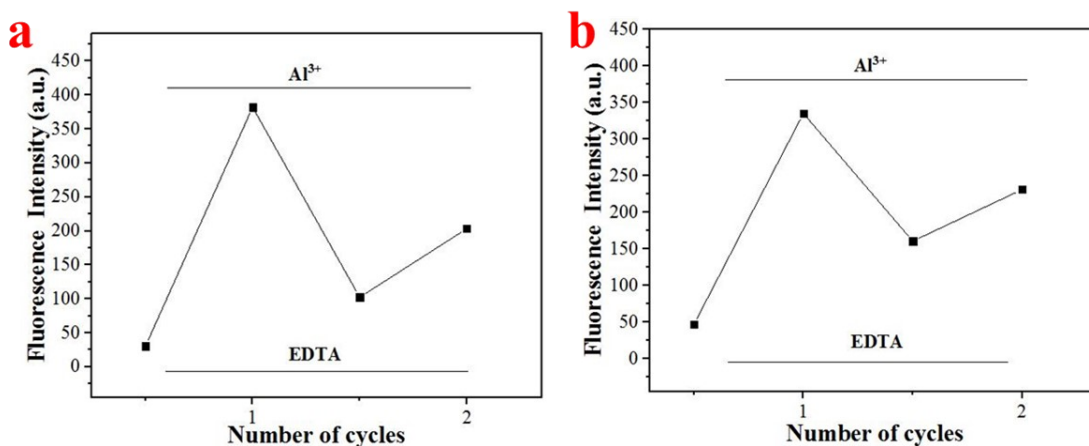 a
Fluorescence Intensity (a.u.)
450
400
350
300
250
200
150
100
50
0
Al³⁺
EDTA
1
2
Number of cycles
b
Fluorescence Intensity (a.u.)
450
400
350
300
250
200
150
100
50
0
Al³⁺
EDTA
1
2
Number of cycles